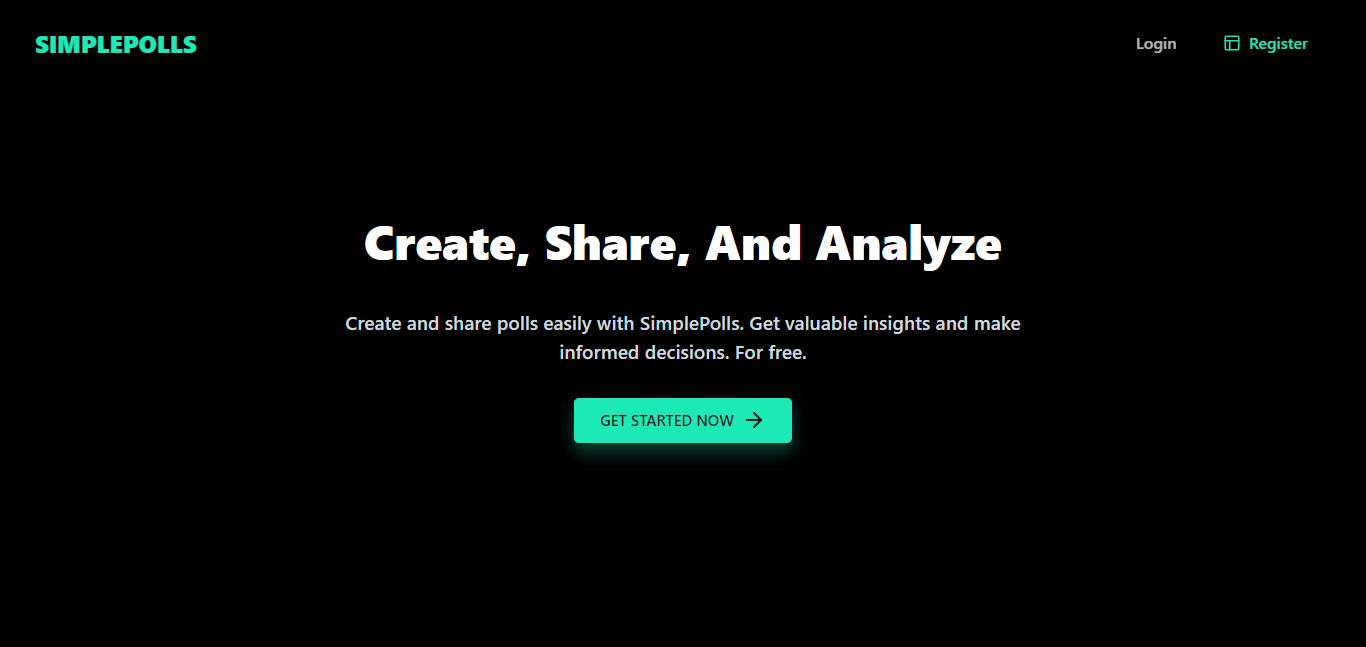 SIMPLEPOLLS
Login
Register
Create, Share, And Analyze
Create and share polls easily with SimplePolls. Get valuable insights and make
informed decisions. For free.
GET STARTED NOW